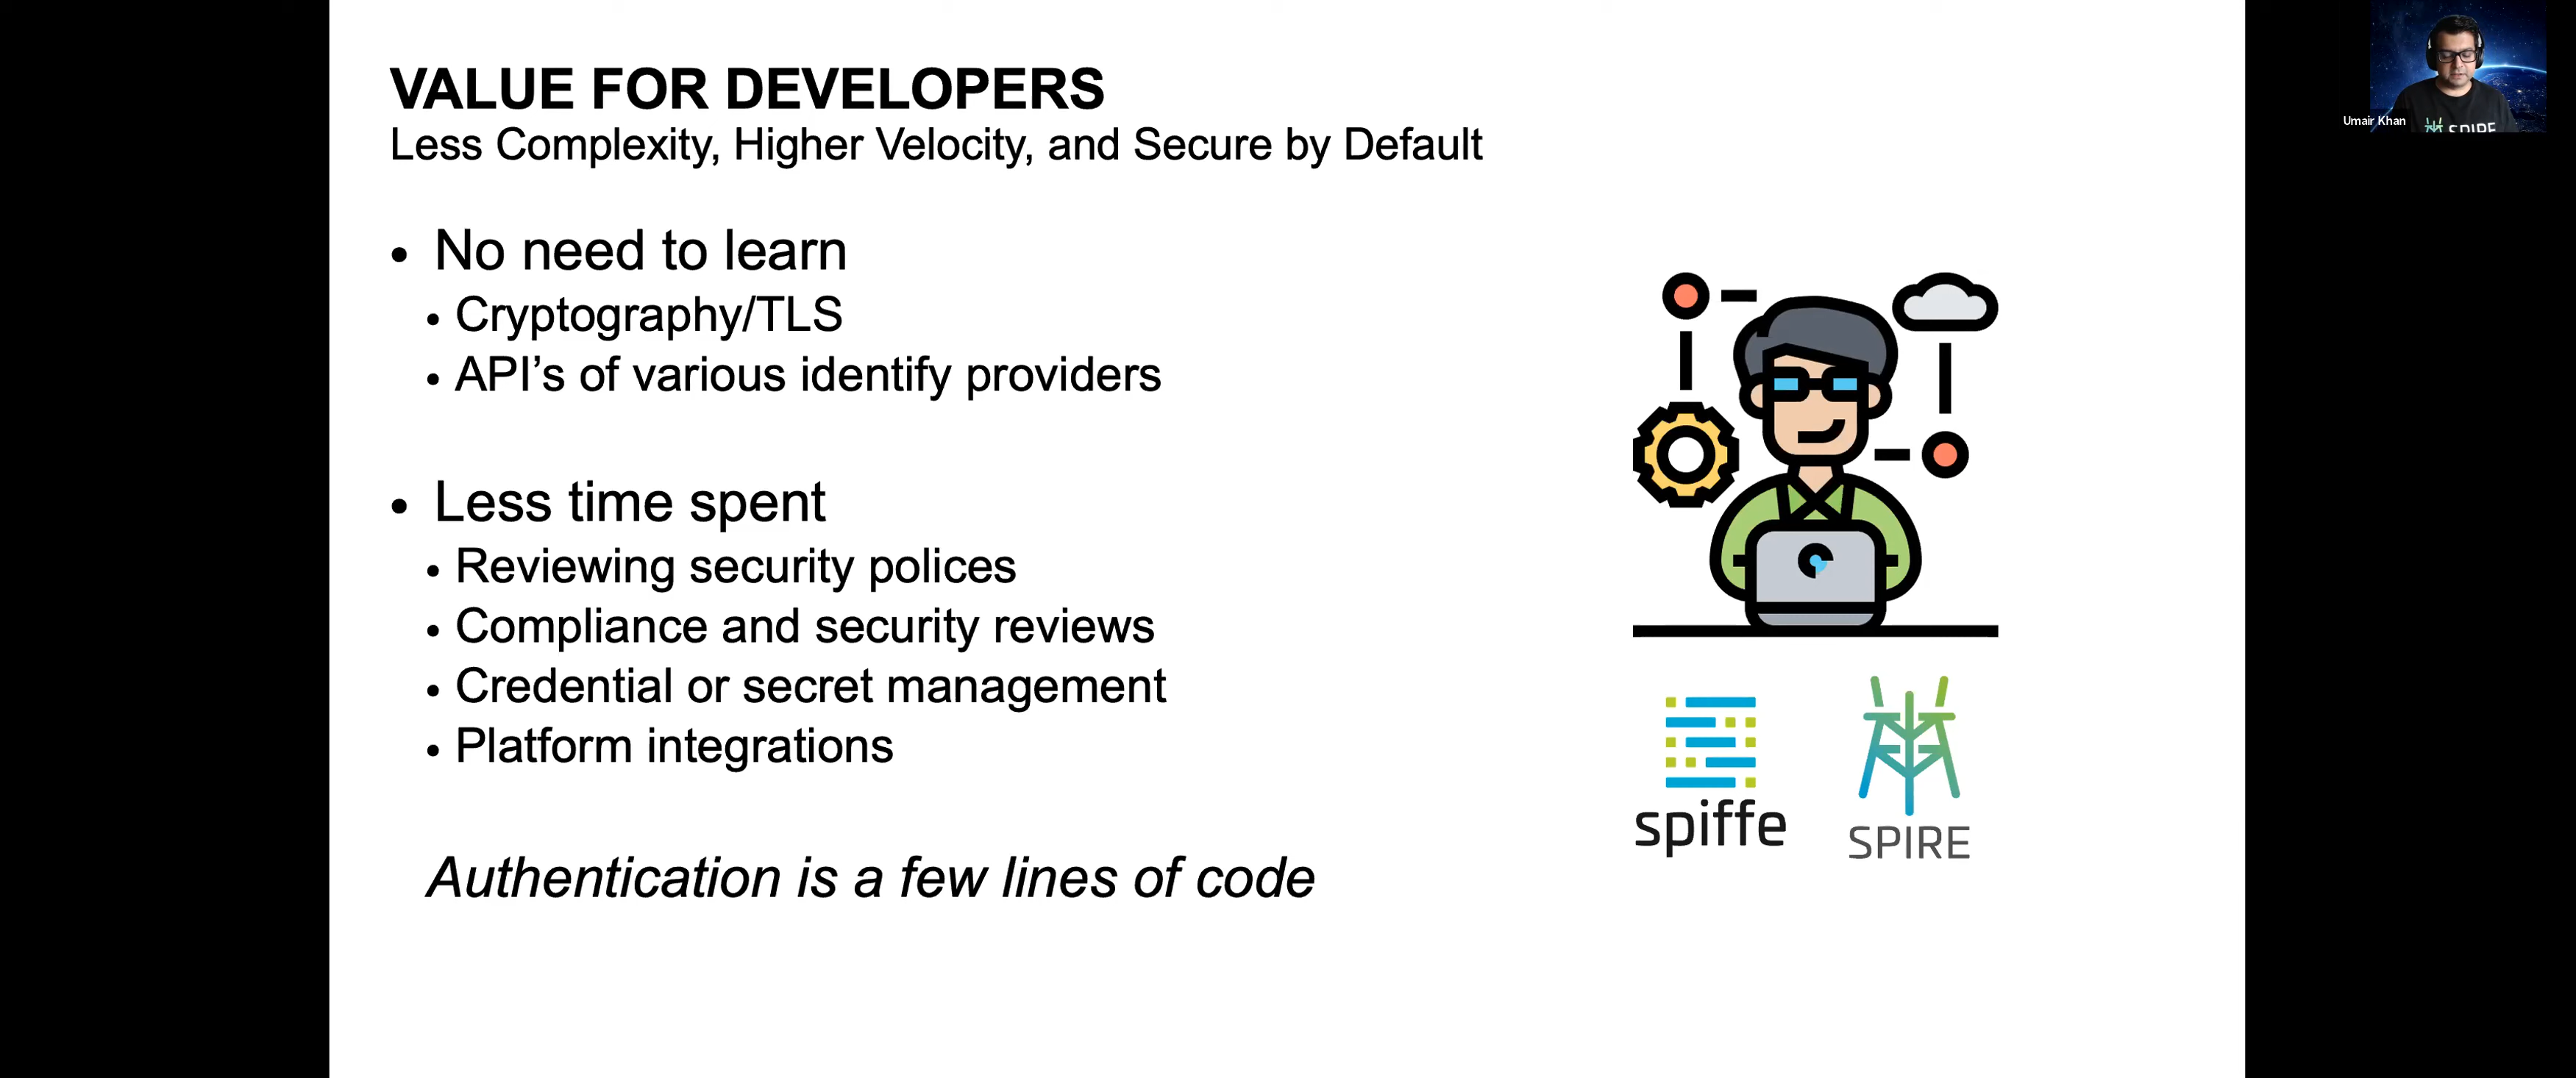 VALUE FOR DEVELOPERS
Less Complexity, Higher Velocity, and Secure by Default
• No need to learn
• Cryptography/TLS
• API’s of various identify providers
• Less time spent
• Reviewing security polices
• Compliance and security reviews
• Credential or secret management
• Platform integrations
Authentication is a few lines of code
spiffe
SPIRE
Umair Khan
SPIRE